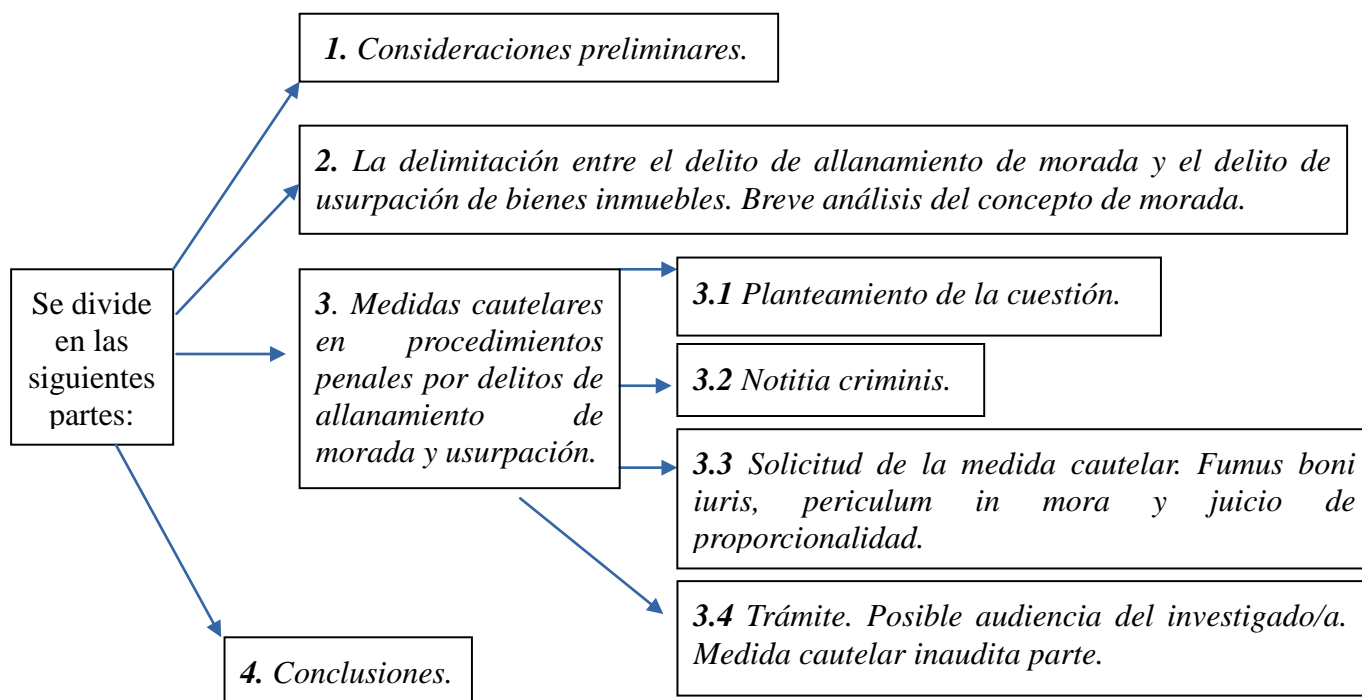 1. Consideraciones preliminares.
2. La delimitación entre el delito de allanamiento de morada y el delito de
usurpación de bienes inmuebles. Breve análisis del concepto de morada.
Se divide
en las
siguientes
partes:
3. Medidas cautelares
en procedimientos
penales por delitos de
allanamiento de
morada y usurpación.
3.1 Planteamiento de la cuestión.
3.2 Notitia criminis.
3.3 Solicitud de la medida cautelar. Fumus boni
iuris, periculum in mora y juicio de
proporcionalidad.
3.4 Trámite. Posible audiencia del investigado/a.
Medida cautelar inaudita parte.
4. Conclusiones.